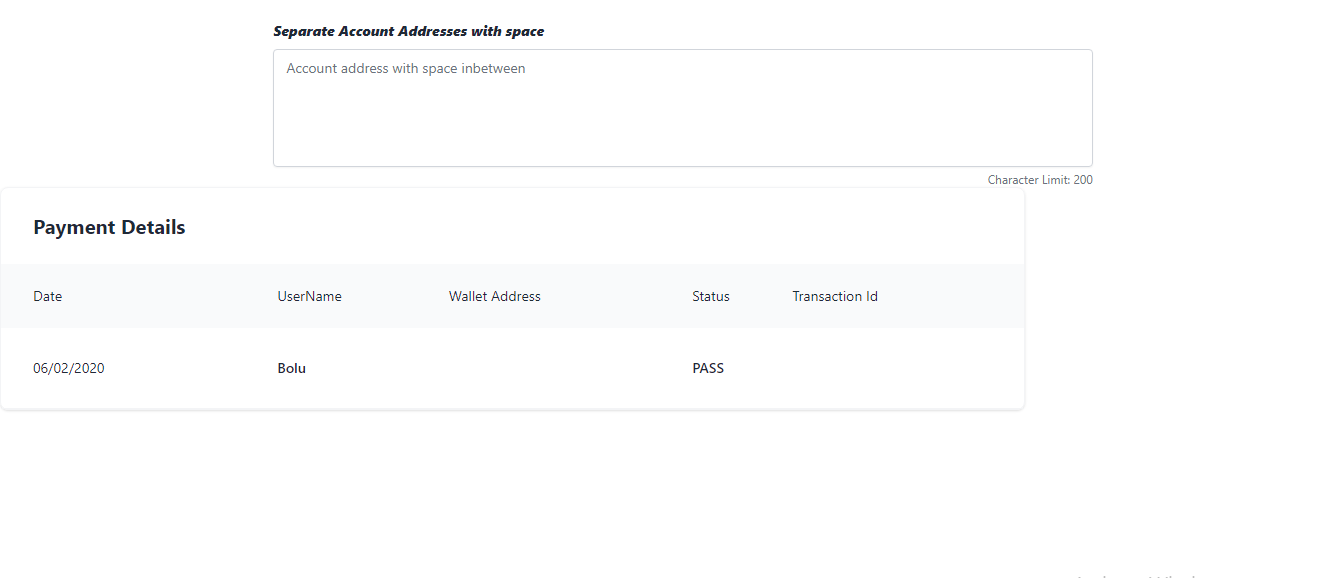 Separate Account Addresses with space
Account address with space inbetween
Character Limit: 200
Payment Details
Date UserName Wallet Address Status Transaction Id
06/02/2020 Bolu PASS